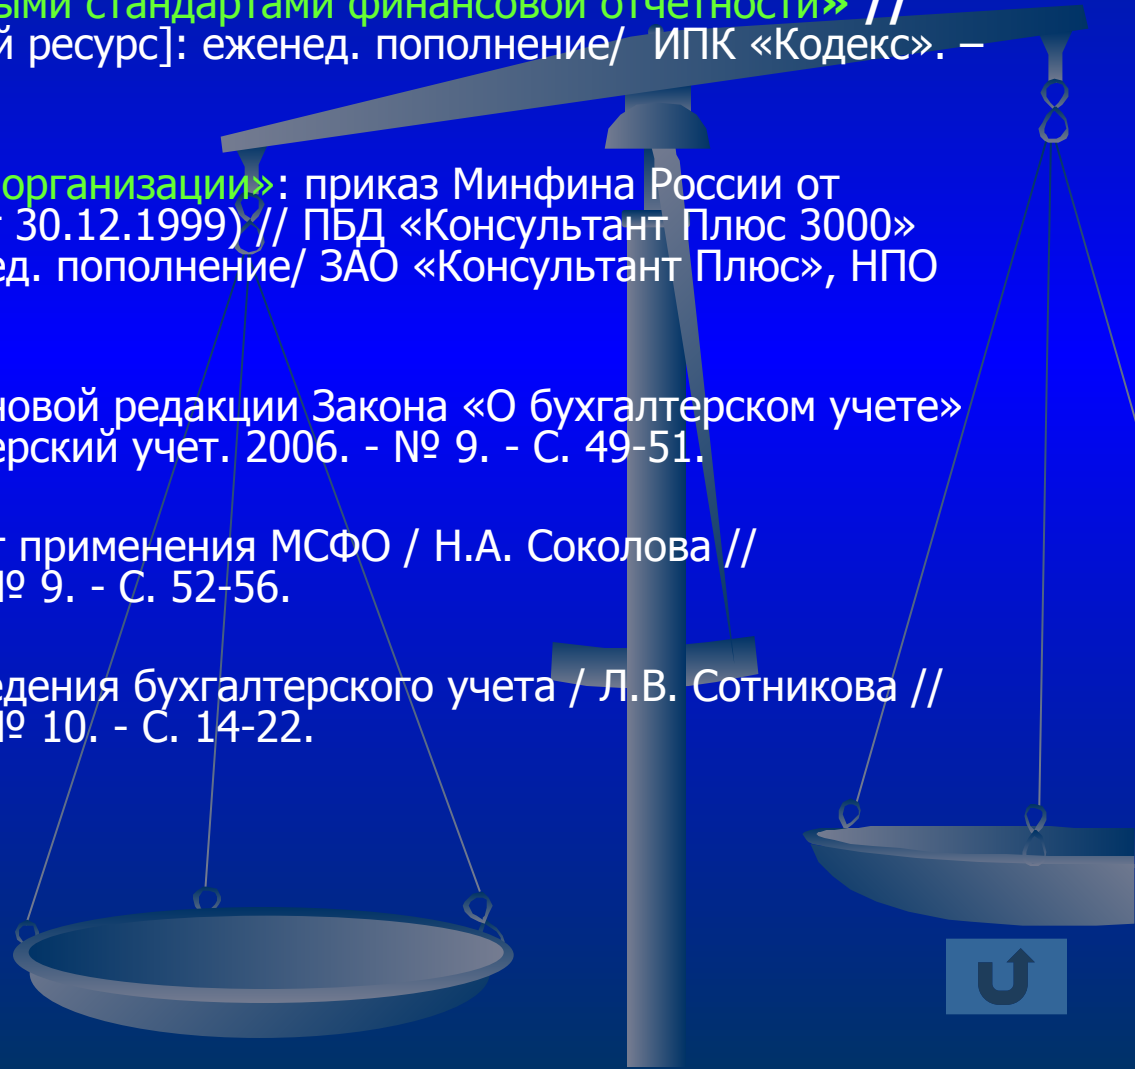 ыми стандартами финансовой отчетности» //
й ресурс]: еженед. пополнение/ ИПК «Кодекс». –
организации»: приказ Минфина России от
30.12.1999) // ПБД «Консультант Плюс 3000»
ед. пополнение/ ЗАО «Консультант Плюс», НПО
новой редакции Закона «О бухгалтерском учете»
ерский учет. 2006. - № 9. - С. 49-51.
т применения МСФО / Н.А. Соколова //
№ 9. - С. 52-56.
едения бухгалтерского учета / Л.В. Сотникова //
№ 10. - С. 14-22.